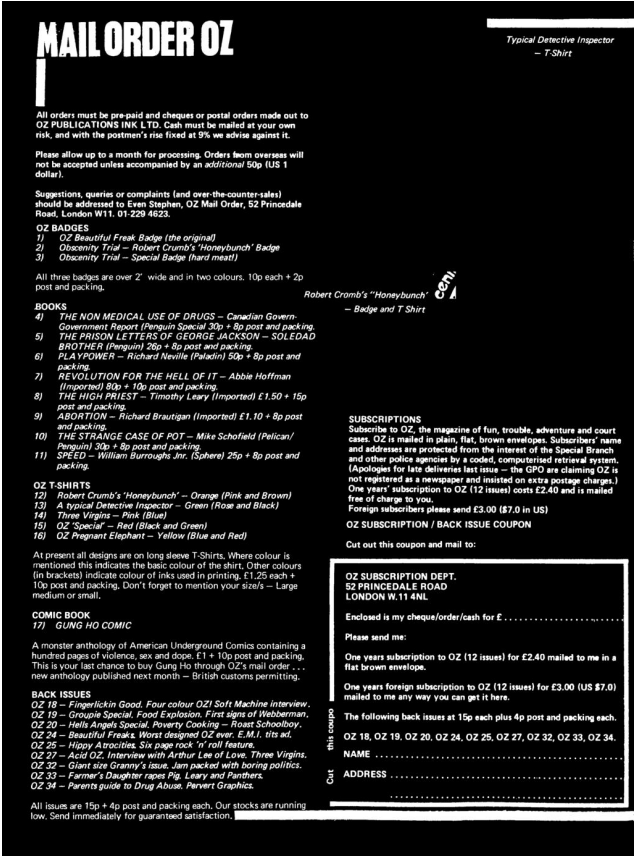 MAIL ORDER OZ
All orders must be pre-paid and cheques or postal orders made out to
OZ PUBLICATIONS INK LTD. Cash must be mailed at your own
risk, and with the postmen's rise fixed at 9% we advise against it.
Please allow up to a month for processing. Orders from overseas will
not be accepted unless accompanied by an additional 50p (US 1
dollar).
Suggestions, queries or complaints (and over-the-counter-sales)
should be addressed to Even Stephen, OZ Mail Order, 52 Princedale
Road, London W11. 01-229 4623.
OZ BADGES
1) OZ Beautiful Freak Badge (the original)
2) Obscenity Trial — Robert Crumb's 'Honeybunch' Badge
3) Obscenity Trial — Special Badge (hard meat!)
All three badges are over 2' wide and in two colours. 10p each + 2p
post and packing.
BOOKS
4) THE NON MEDICAL USE OF DRUGS — Canadian Govern-
Government Report (Penguin Special 30p + 8p post and packing.
5) THE PRISON LETTERS OF GEORGE JACKSON — SOLEDAD
BROTHER (Penguin) 26p + 8p post and packing.
6) PLAYPOWER — Richard Neville (Paladin) 50p + 8p post and
packing.
7) REVOLUTION FOR THE HELL OF IT — Abbie Hoffman
(Imported) 80p + 10p post and packing.
8) THE HIGH PRIEST — Timothy Leary (Imported) £1.50 + 15p
post and packing.
9) ABORTION — Richard Brautigan (Imported) £1.10 + 8p post
and packing.
10) THE STRANGE CASE OF POT — Mike Schofield (Pelican/
Penguin) 30p + 8p post and packing.
11) SPEED — William Burroughs Jnr. (Sphere) 25p + 8p post and
packing.
OZ T-SHIRTS
12) Robert Crumb's 'Honeybunch' — Orange (Pink and Brown)
13) A typical Detective Inspector — Green (Rose and Black)
14) Three Virgins — Pink (Blue)
15) OZ 'Special' — Red (Black and Green)
16) OZ Pregnant Elephant — Yellow (Blue and Red)
At present all designs are on long sleeve T-Shirts. Where colour is
mentioned this indicates the basic colour of the shirt. Other colours
(in brackets) indicate colour of inks used in printing. £1.25 each +
10p post and packing. Don't forget to mention your size/s — Large
medium or small.
COMIC BOOK
17) GUNG HO COMIC
A monster anthology of American Underground Comics containing a
hundred pages of violence, sex and dope. £1 + 10p post and packing.
This is your last chance to buy Gung Ho through OZ's mail order . . .
new anthology published next month — British customs permitting.
BACK ISSUES
OZ 18 — Fingerlickin Good. Four colour OZ! Soft Machine interview.
OZ 19 — Groupie Special. Food Explosion. First signs of Webberman,
OZ 20 — Hells Angels Special. Poverty Cooking — Roast Schoolboy.
OZ 24 — Beautiful Freaks. Worst designed OZ ever. E.M.I. tits ad.
OZ 25 — Hippy Atrocities. Six page rock 'n' roll feature.
OZ 27 — Acid OZ, Interview with Arthur Lee of Love. Three Virgins.
OZ 32 — Giant size Granny's issue. Jam packed with boring politics.
OZ 33 — Farmer's Daughter rapes Pig. Leary and Panthers.
OZ 34 — Parents guide to Drug Abuse. Pervert Graphics.
All issues are 15p + 4p post and packing each. Our stocks are running
low. Send immediately for guaranteed satisfaction.
Typical Detective Inspector
— T-Shirt
Robert Cromb's "Honeybunch'
— Badge and T Shirt
SUBSCRIPTIONS
Subscribe to OZ, the magazine of fun, trouble, adventure and court
cases. OZ is mailed in plain, flat, brown envelopes. Subscribers' name
and addresses are protected from the interest of the Special Branch
and other police agencies by a coded, computerised retrieval system.
(Apologies for late deliveries last issue — the GPO are claiming OZ is
not registered as a newspaper and insisted on extra postage charges.)
One years' subscription to OZ (12 issues) costs £2.40 and is mailed
free of charge to you.
Foreign subscribers please send £3.00 ($7.0 in US)
OZ SUBSCRIPTION / BACK ISSUE COUPON
Cut out this coupon and mail to:
OZ SUBSCRIPTION DEPT.
52 PRINCEDALE ROAD
LONDON W.11 4NL
Enclosed is my cheque/order/cash for £ . . . . . . . . . . . . . . . . . . . . . .
Please send me:
One years subscription to OZ (12 issues) for £2.40 mailed to me in a
flat brown envelope.
One years foreign subscription to OZ (12 issues) for £3.00 (US $7.0)
mailed to me any way you can get it here.
The following back issues at 15p each plus 4p post and packing each.
OZ 18, OZ 19. OZ 20, OZ 24, OZ 25, OZ 27, OZ 32, OZ 33, OZ 34.
NAME . . . . . . . . . . . . . . . . . . . . . . . . . . . . . . . . . . . .
ADDRESS . . . . . . . . . . . . . . . . . . . . . . . . . . . . . . . . . .
Cut this coupo